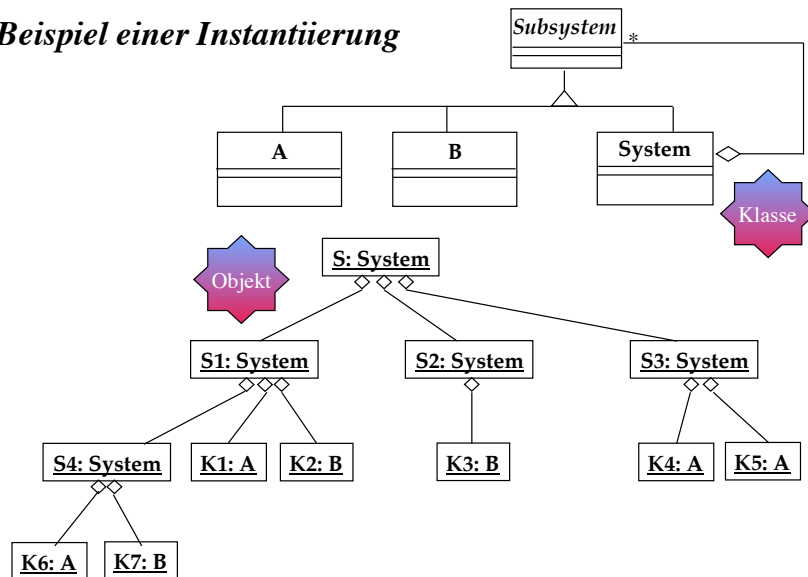 Beispiel einer Instantiierung
Subsystem
*
A
B
System
Klasse
Objekt
S: System
S1: System
S2: System
S3: System
S4: System
K1: A
K2: B
K3: B
K4: A
K5: A
K6: A
K7: B